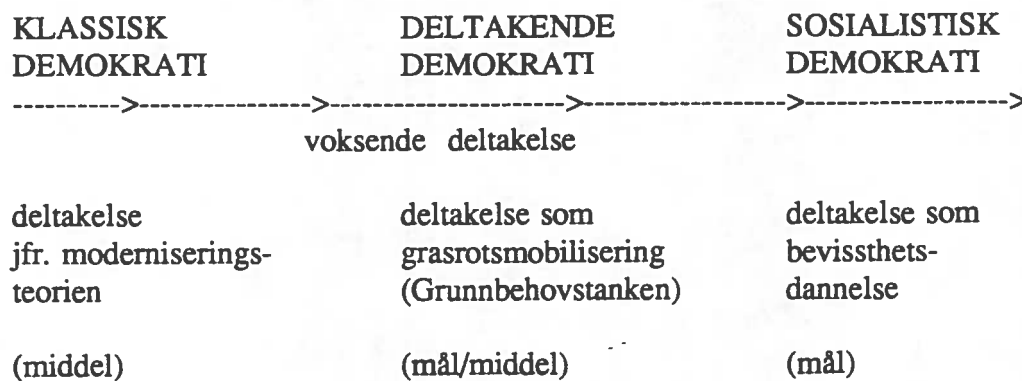 KLASSISK DELTAKENDE SOSIALISTISK
DEMOKRATI DEMOKRATI DEMOKRATI
---------->---------------->----------------------->-------------------->-------------------->
voksende deltakelse
deltakelse deltakelse som deltakelse som
jfr. moderniserings- grasrotsmobilisering bevissthets-
teorien (Grunnbehovstanken) dannelse
(middel) (mål/middel) (mål)